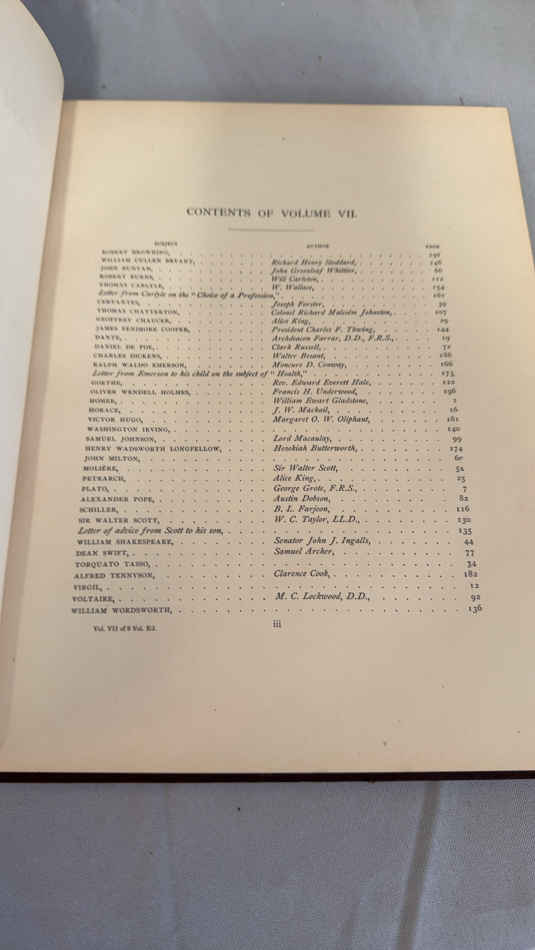 CONTENTS OF VOLUME VII.
SUBJECT AUTHOR PAGE
ROBERT BROWNING, 191
WILLIAM CULLEN BRYANT, Richard Henry Stoddard, 148
JOHN BUNYAN, John Greenleaf Whittier, 66
ROBERT BURNS, Will Carleton, 112
THOMAS CARLYLE, W. Wallace, 154
Letter from Carlyle on the "Choice of a Profession," 161
CERVANTES, Joseph Forster, 39
THOMAS CHATTERTON, Colonel Richard Malcolm Johnston, 107
GEOFFREY CHAUCER, Alice King, 29
JAMES FENIMORE COOPER, President Charles F. Thwing, 144
DANTE, Archdeacon Farrar, D.D., F.R.S., 19
DANIEL DE FOE, Clark Russell, 72
CHARLES DICKENS, Walter Besant, 186
RALPH WALDO EMERSON, Moncure D. Conway, 166
Letter from Emerson to his child on the subject of "Health," 173
GOETHE, Rev. Edward Everett Hale, 120
OLIVER WENDELL HOLMES, Francis H. Underwood, 196
HOMER, William Ewart Gladstone, 1
HORACE, J. W. Mackail, 16
VICTOR HUGO, Margaret O. W. Oliphant, 161
WASHINGTON IRVING, 140
SAMUEL JOHNSON, Lord Macaulay, 99
HENRY WADSWORTH LONGFELLOW, Hezekiah Butterworth, 174
JOHN MILTON, 60
MOLIÈRE, Sir Walter Scott, 52
PETRARCH, Alice King, 25
PLATO, George Grote, F.R.S., 7
ALEXANDER POPE, Austin Dobson, 82
SCHILLER, B. L. Farjeon, 116
SIR WALTER SCOTT, W. C. Taylor, LL.D., 130
Letter of advice from Scott to his son, 135
WILLIAM SHAKESPEARE, Senator John J. Ingalls, 44
DEAN SWIFT, Samuel Archer, 77
TORQUATO TASSO, 34
ALFRED TENNYSON, Clarence Cook, 182
VIRGIL, 12
VOLTAIRE, M. C. Lockwood, D.D., 92
WILLIAM WORDSWORTH, 136
Vol. VII of 8 Vol. Ed.
iii